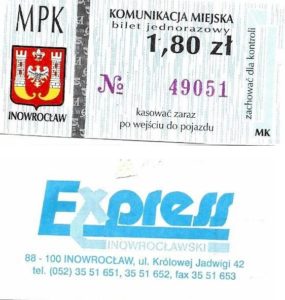 MPK
KOMUNIKACJA MIEJSKA
bilet jednorazowy
1,80 zł
№ 49051
kasować zaraz
po wejściu do pojazdu
zachować dla kontroli
INOWROCŁAW
MK
Express
INOWROCŁAWSKI
88 - 100 INOWROCŁAW, ul. Królowej Jadwigi 42
tel. (052) 35 51 651, 35 51 652, fax 35 51 653